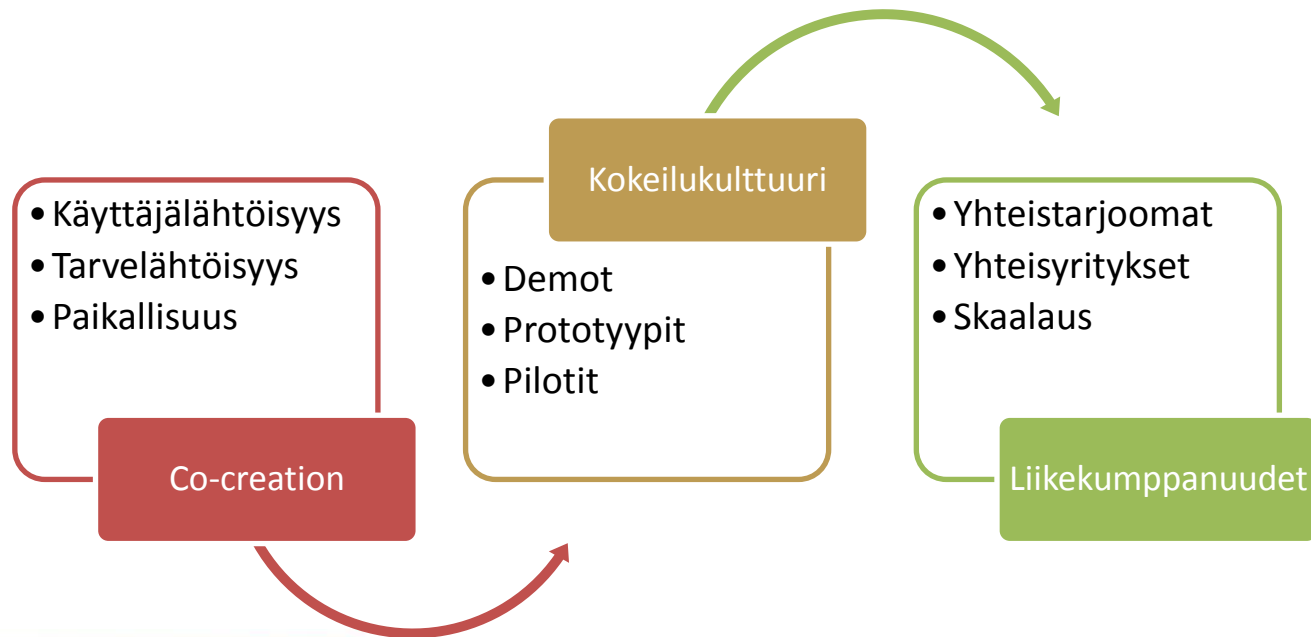 • Käyttäjälähtöisyys
• Tarvelähtöisyys
• Paikallisuus
Co-creation
Kokeilukulttuuri
• Demot
• Prototyypit
• Pilotit
• Yhteistarjoomat
• Yhteisyritykset
• Skaalaus
Liikekumppanuudet